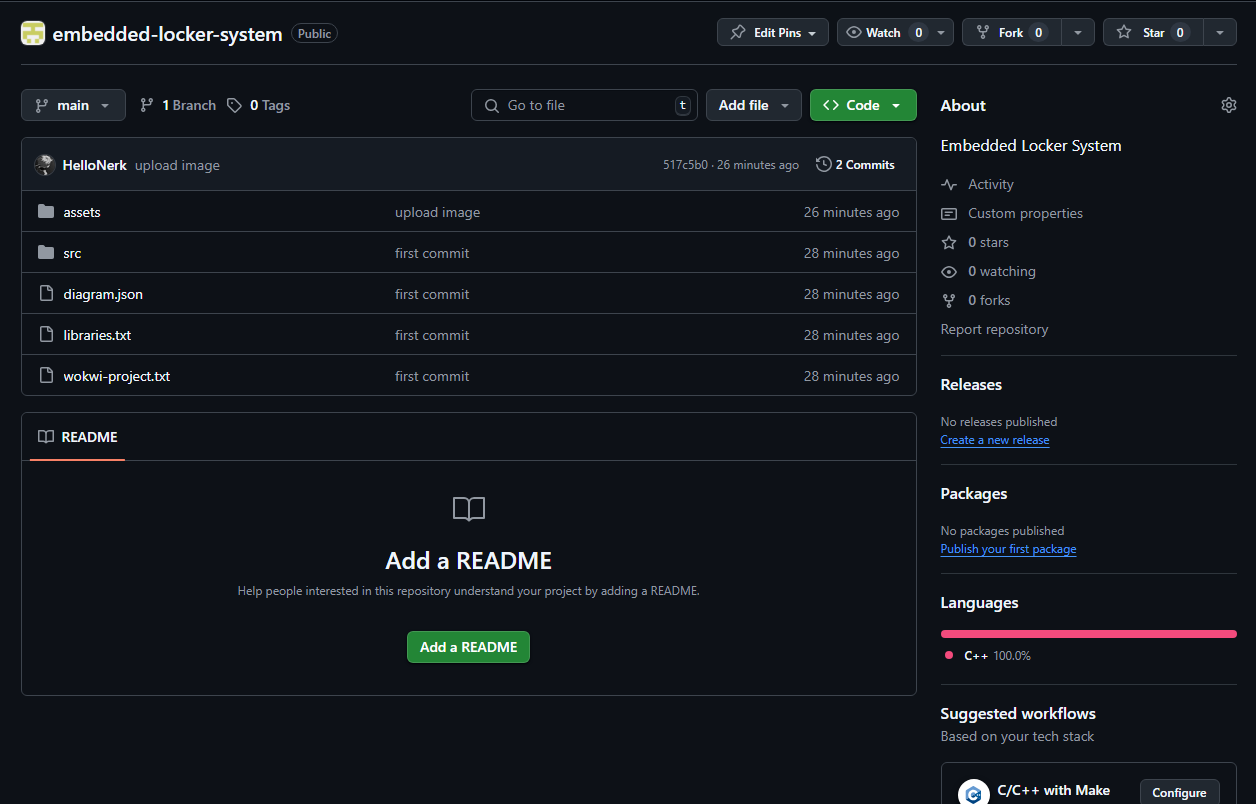 embedded-locker-system Public
Edit Pins
Watch 0
Fork 0
Star 0
main
1 Branch
0 Tags
Go to file
t
Add file
Code
HelloNerk upload image
517c5b0 · 26 minutes ago
2 Commits
assets upload image 26 minutes ago
src first commit 28 minutes ago
diagram.json first commit 28 minutes ago
libraries.txt first commit 28 minutes ago
wokwi-project.txt first commit 28 minutes ago
README
Add a README
Help people interested in this repository understand your project by adding a README.
Add a README
About
Embedded Locker System
Activity
Custom properties
0 stars
0 watching
0 forks
Report repository
Releases
No releases published
Create a new release
Packages
No packages published
Publish your first package
Languages
C++ 100.0%
Suggested workflows
Based on your tech stack
C/C++ with Make
Configure